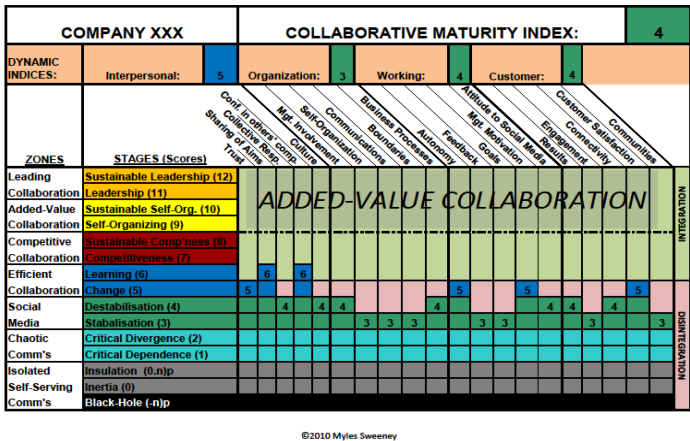 COMPANY XXX COLLABORATIVE MATURITY INDEX: 4
DYNAMIC INDICES: Interpersonal: 5 Organization: 3 Working: 4 Customer: 4
Trust
Sharing of Aims
Collective Resp.
Conf. in others' comp.
Culture
Mgt. Involvement
Self-Organization
Communications
Boundaries
Business Processes
Autonomy
Feedback
Goals
Mgt. Motivation
Attitude to Social Media
Results
Engagement
Connectivity
Customer Satisfaction
Communities
ZONES STAGES (Scores)
Leading Sustainable Leadership (12)
Collaboration Leadership (11)
Added-Value Sustainable Self-Org. (10)
Collaboration Self-Organizing (9)
ADDED-VALUE COLLABORATION
INTEGRATION
Competitive Sustainable Comp'ness (8)
Collaboration Competitiveness (7)
Efficient Learning (6) 6 6
Collaboration Change (5) 5 5 5 5
Social Destabilisation (4) 4 4 4 4 4 4 4
Media Stabalisation (3) 3 3 3 3 3 3 3
DISINTEGRATION
Chaotic Critical Divergence (2)
Comm's Critical Dependence (1)
Isolated Insulation (0.n)p
Self-Serving Inertia (0)
Comm's Black-Hole (-n)p
©2010 Myles Sweeney